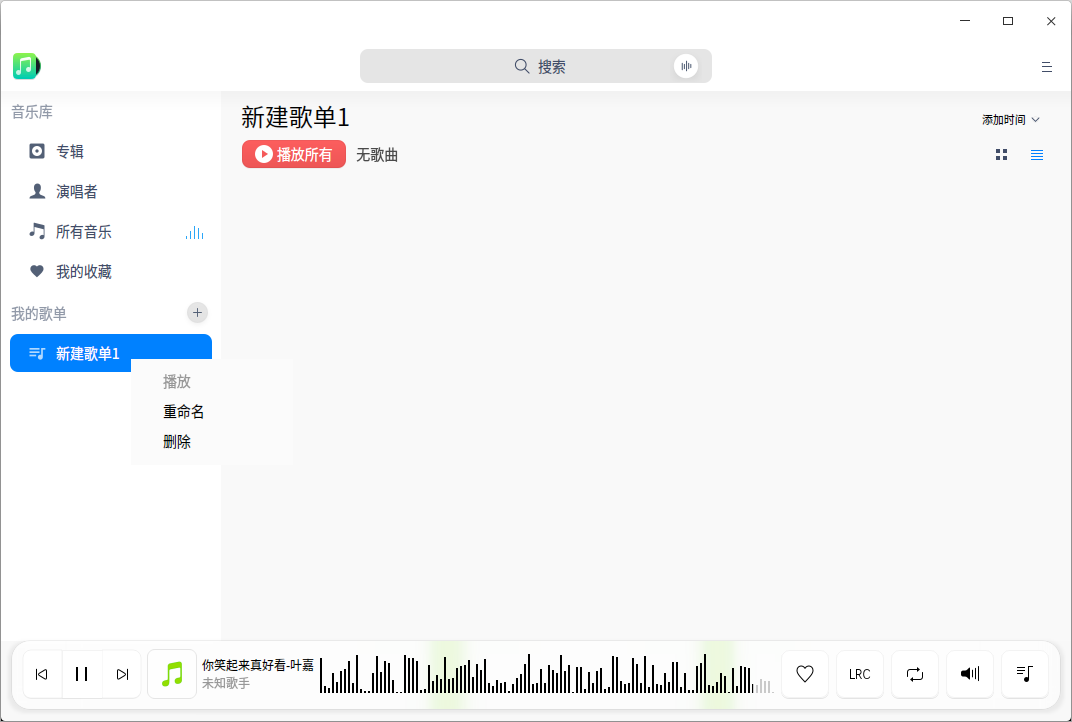 搜索
音乐库
专辑
演唱者
所有音乐
我的收藏
我的歌单
新建歌单1
播放
重命名
删除
新建歌单1
添加时间
播放所有 无歌曲
你笑起来真好看-叶嘉
未知歌手
LRC